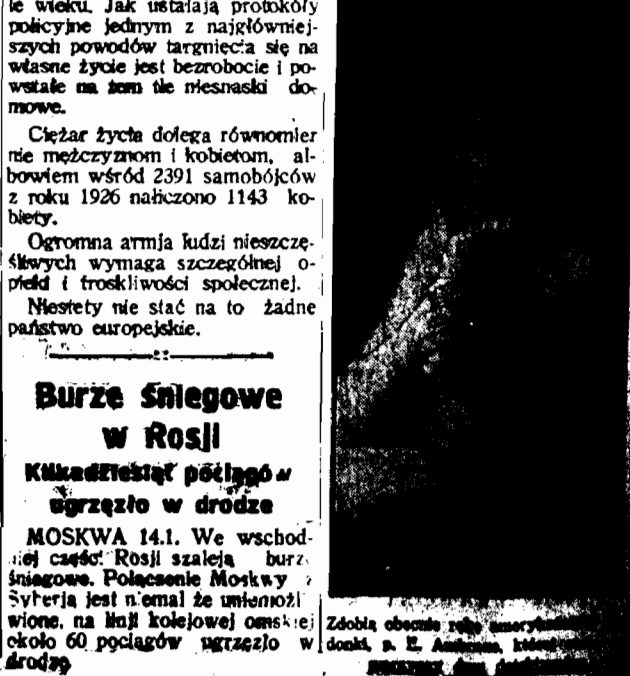 le wieku. Jak ustalają protokóły
policyjne jednym z najgłówniej-
szych powodów targnięcia się na
własne życie jest bezrobocie i po-
wstałe na tem tle niesnaski do-
mowe.
Ciężar życia dolega równomier
nie mężczyznom i kobietom, al-
bowiem wśród 2391 samobójców
z roku 1926 naliczono 1143 ko-
biety.
Ogromna armja ludzi nieszczę-
śliwych wymaga szczególnej o-
pieki i troskliwości społecznej.
Niestety nie stać na to żadne
państwo europejskie.
Burze śniegowe
w Rosji
Kilkadziesiąt pociągów
ugrzęzło w drodze
MOSKWA 14.1. We wschod-
niej części Rosji szaleją burz
śniegowe. Połączenie Moskwy z
Syberją jest niemal że uniemożl
wione, na linji kolejowej omskiej
około 60 pociągów ugrzęzło w
drodze
Zdobią obecnie rękę
donki, p. E.